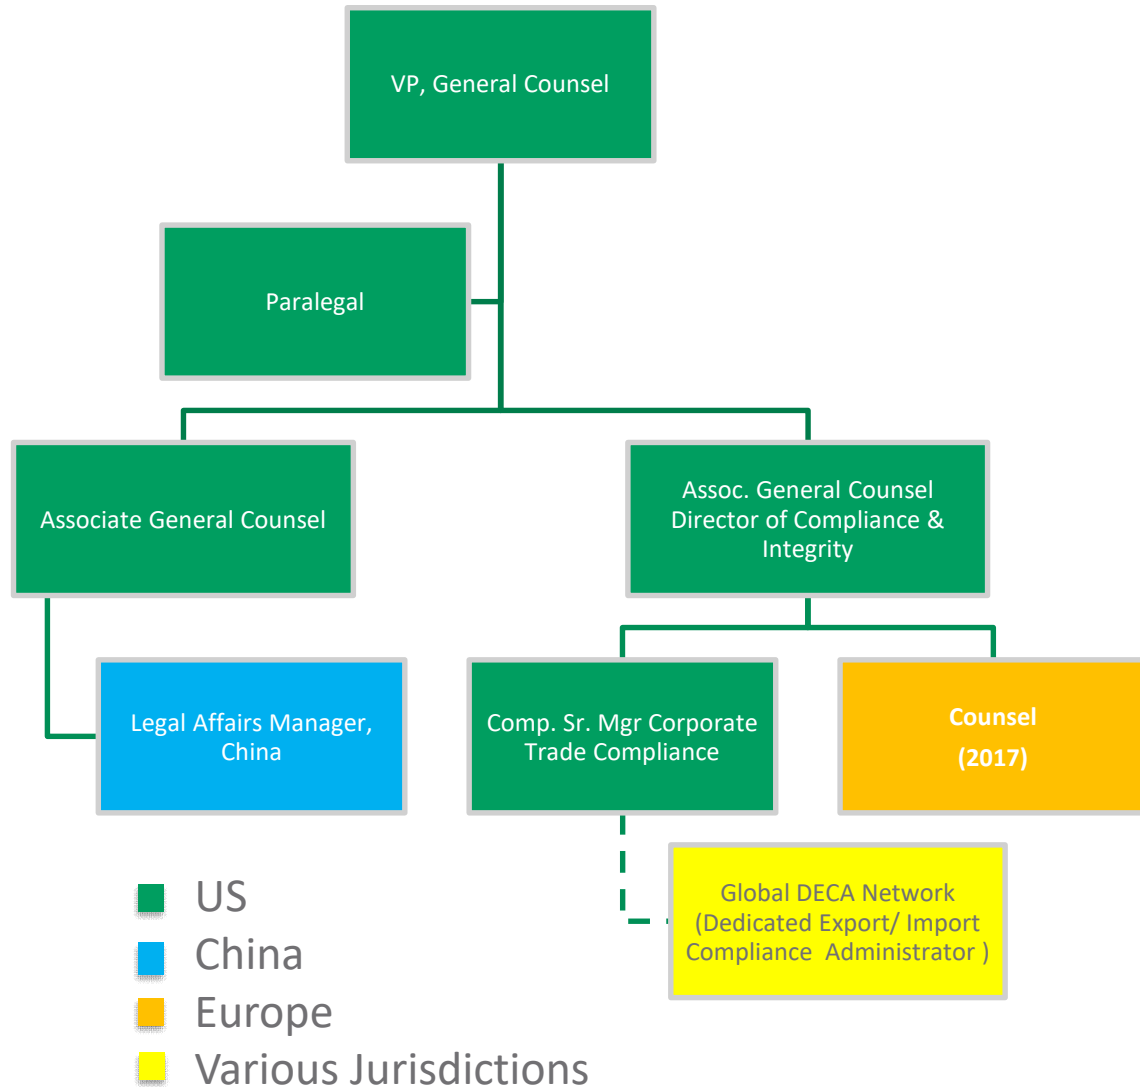 VP, General Counsel
Paralegal
Associate General Counsel
Assoc. General Counsel
Director of Compliance &
Integrity
Legal Affairs Manager,
China
Comp. Sr. Mgr Corporate
Trade Compliance
Counsel
(2017)
Global DECA Network
(Dedicated Export/ Import
Compliance  Administrator )
US
China
Europe
Various Jurisdictions